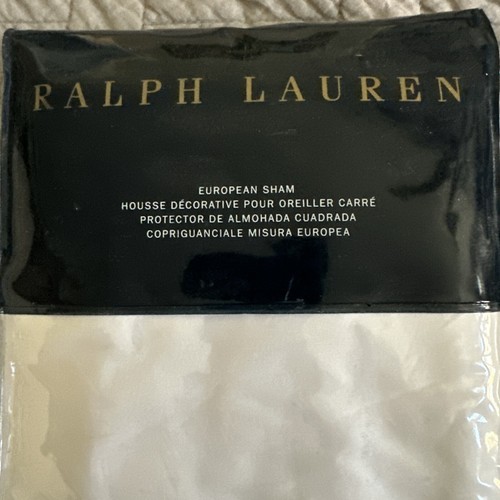 RALPH LAUREN
EUROPEAN SHAM
HOUSSE DÉCORATIVE POUR OREILLER CARRÉ
PROTECTOR DE ALMOHADA CUADRADA
COPRIGUANCIALE MISURA EUROPEA